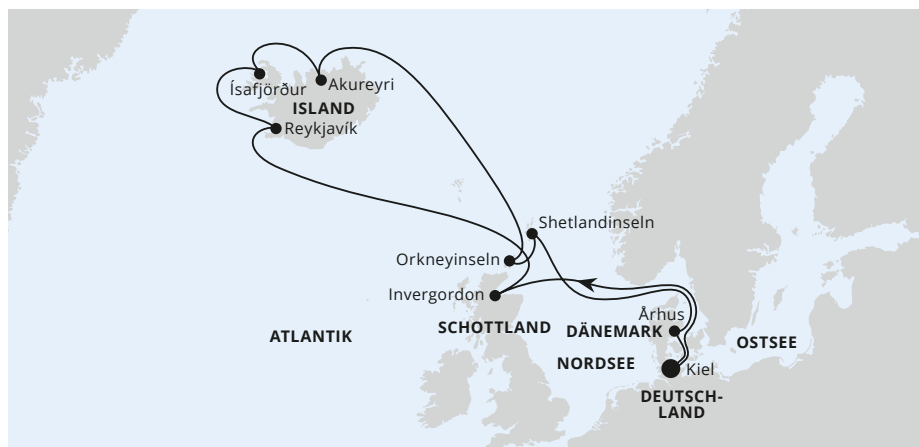 Ísafjörður
Akureyri
ISLAND
Reykjavík
Shetlandinseln
Orkneyinseln
Invergordon
Århus
SCHOTTLAND
DÄNEMARK
ATLANTIK
OSTSEE
NORDSEE
Kiel
DEUTSCH-
LAND